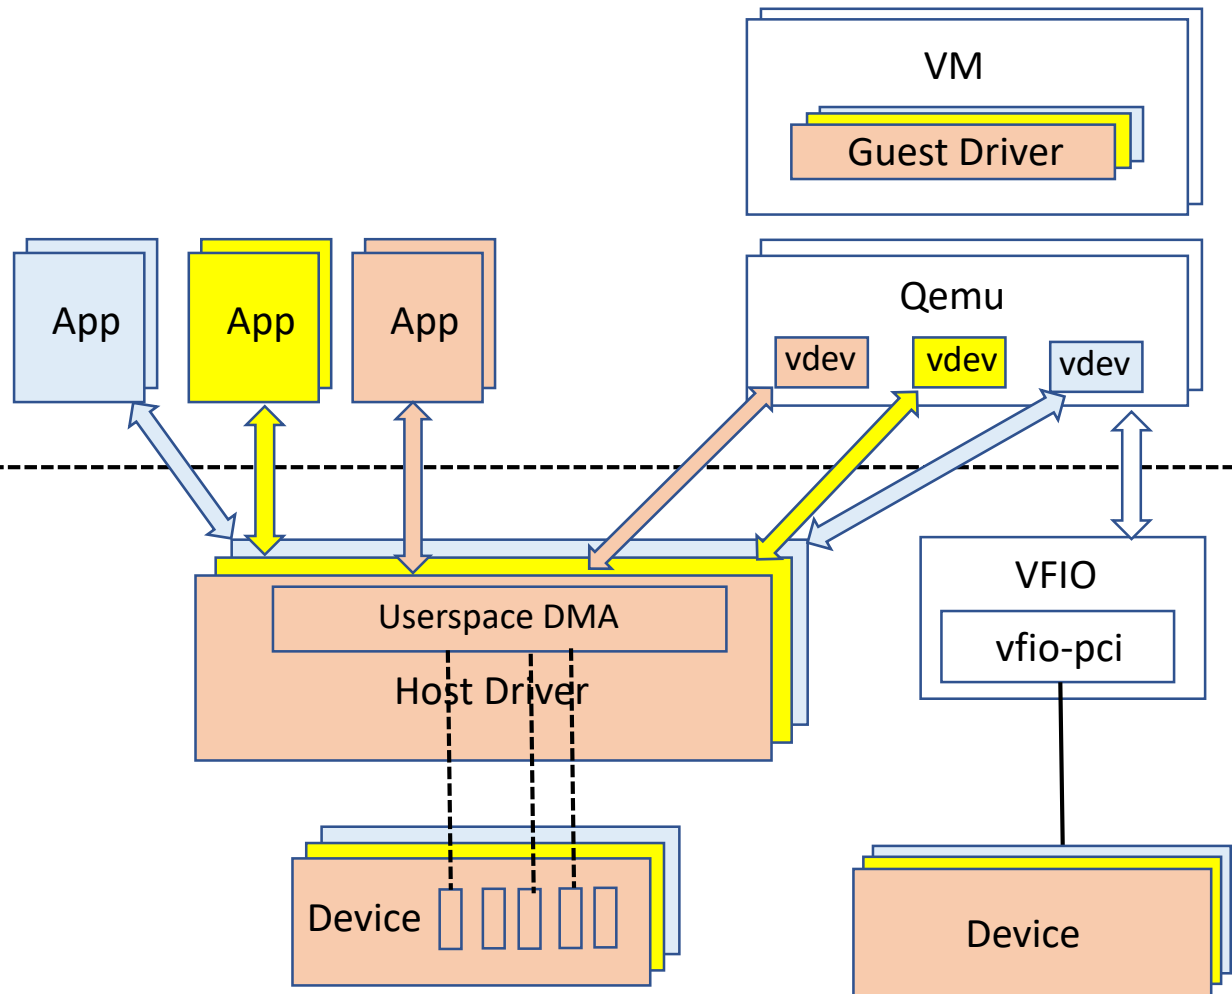 VM
Guest Driver
App
App
App
Qemu
vdev
vdev
vdev
Userspace DMA
Host Driver
VFIO
vfio-pci
Device
Device